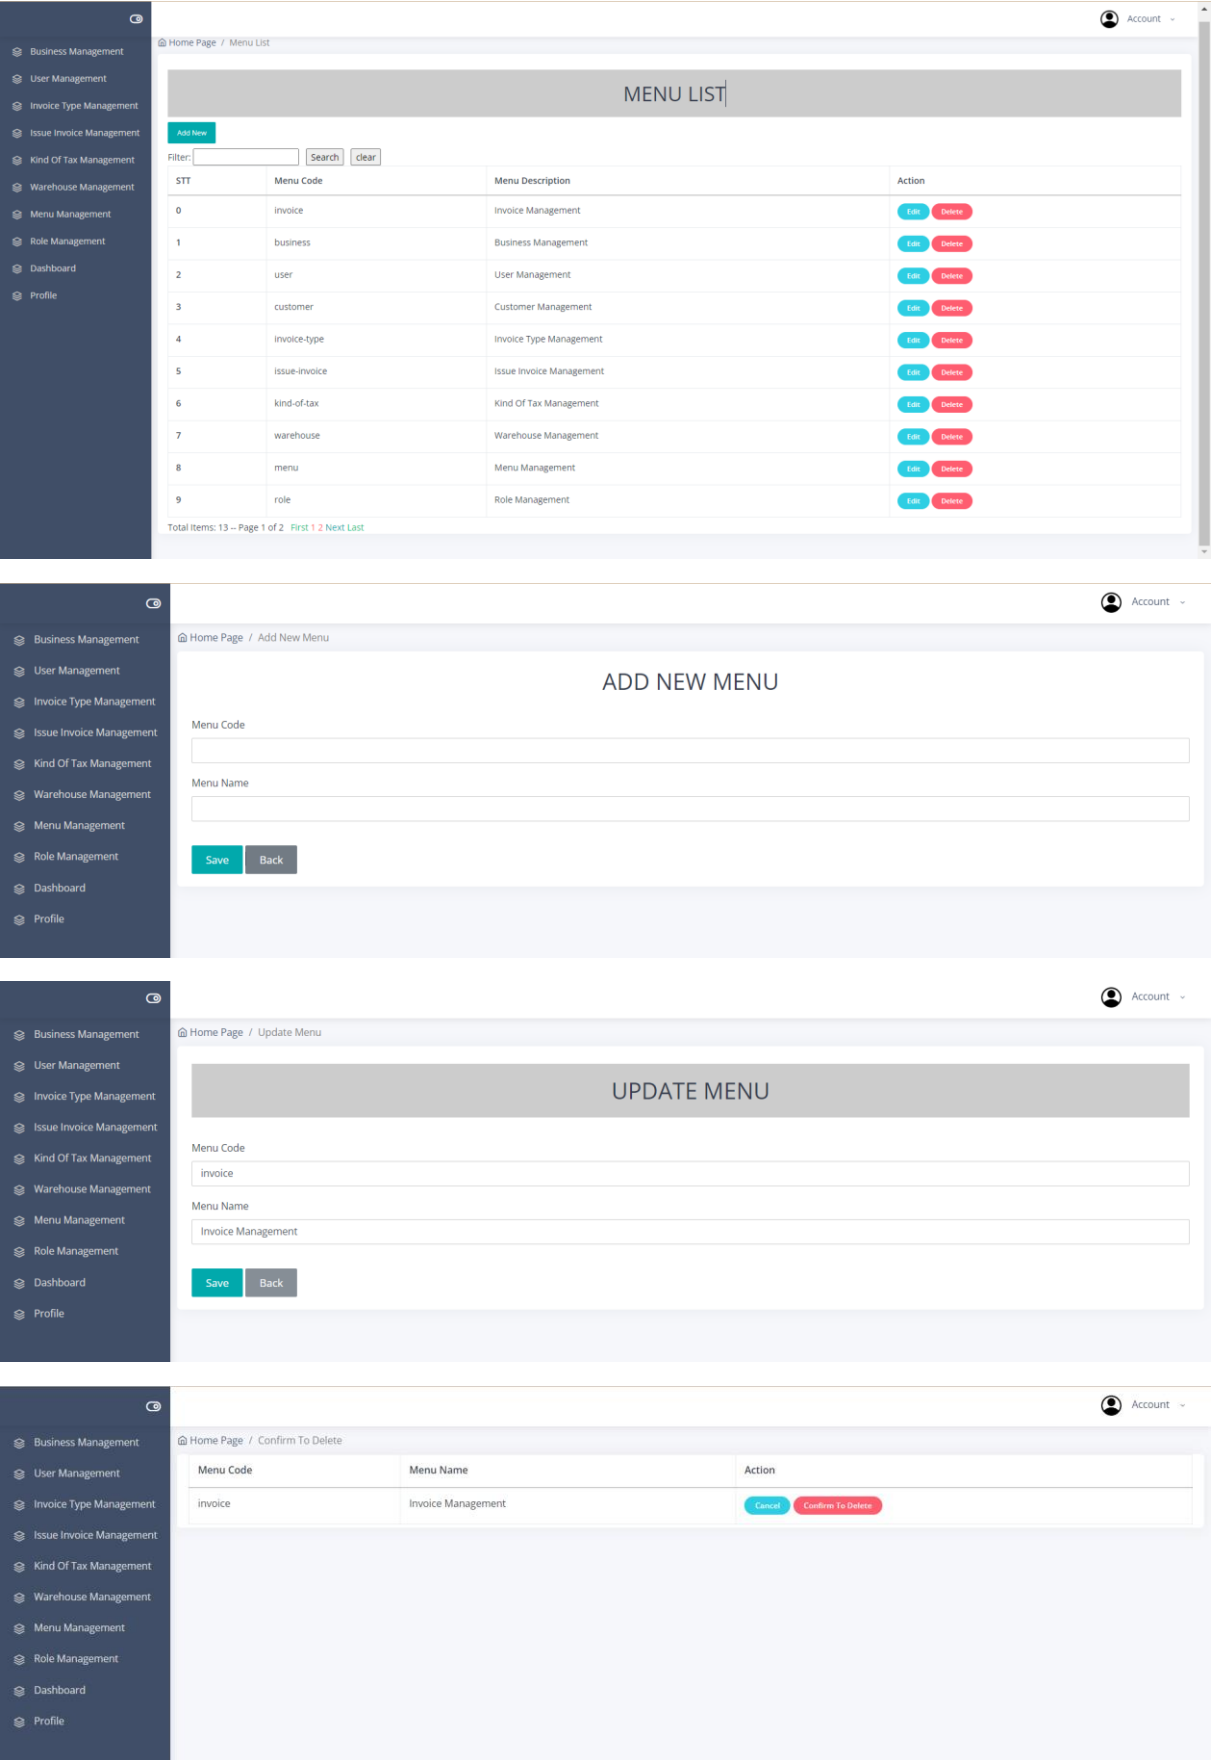 Account
Business Management
User Management
Invoice Type Management
Issue Invoice Management
Kind Of Tax Management
Warehouse Management
Menu Management
Role Management
Dashboard
Profile
Home Page / Menu List
MENU LIST
Add New
Filter: Search clear
STT Menu Code Menu Description Action
0 invoice Invoice Management Edit Delete
1 business Business Management Edit Delete
2 user User Management Edit Delete
3 customer Customer Management Edit Delete
4 invoice-type Invoice Type Management Edit Delete
5 issue-invoice Issue Invoice Management Edit Delete
6 kind-of-tax Kind Of Tax Management Edit Delete
7 warehouse Warehouse Management Edit Delete
8 menu Menu Management Edit Delete
9 role Role Management Edit Delete
Total Items: 13 -- Page 1 of 2 First 1 2 Next Last
Account
Business Management
User Management
Invoice Type Management
Issue Invoice Management
Kind Of Tax Management
Warehouse Management
Menu Management
Role Management
Dashboard
Profile
Home Page / Add New Menu
ADD NEW MENU
Menu Code
Menu Name
Save Back
Account
Business Management
User Management
Invoice Type Management
Issue Invoice Management
Kind Of Tax Management
Warehouse Management
Menu Management
Role Management
Dashboard
Profile
Home Page / Update Menu
UPDATE MENU
Menu Code
invoice
Menu Name
Invoice Management
Save Back
Account
Business Management
User Management
Invoice Type Management
Issue Invoice Management
Kind Of Tax Management
Warehouse Management
Menu Management
Role Management
Dashboard
Profile
Home Page / Confirm To Delete
Menu Code Menu Name Action
invoice Invoice Management Cancel Confirm To Delete